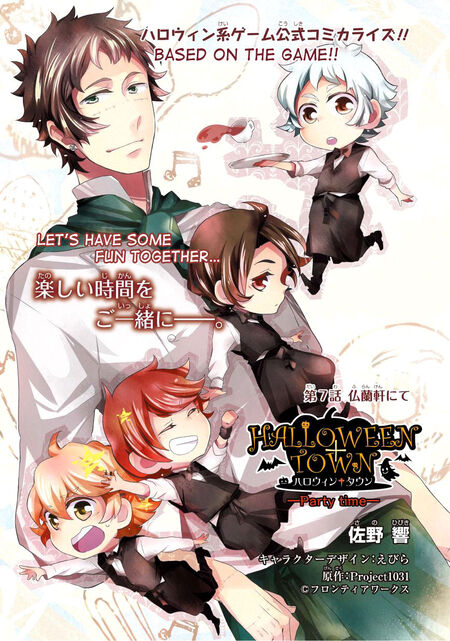 ハロウィン系ゲーム公式コミカライズ!!
BASED ON THE GAME!!
LET'S HAVE SOME
FUN TOGETHER...
楽しい時間を
ご一緒に――。
第7話 仏蘭軒にて
HALLOWEEN
TOWN
ハロウィン†タウン
—Party time—
佐野 響
キャラクターデザイン:えびら
原作:Project1031
©フロンティアワークス